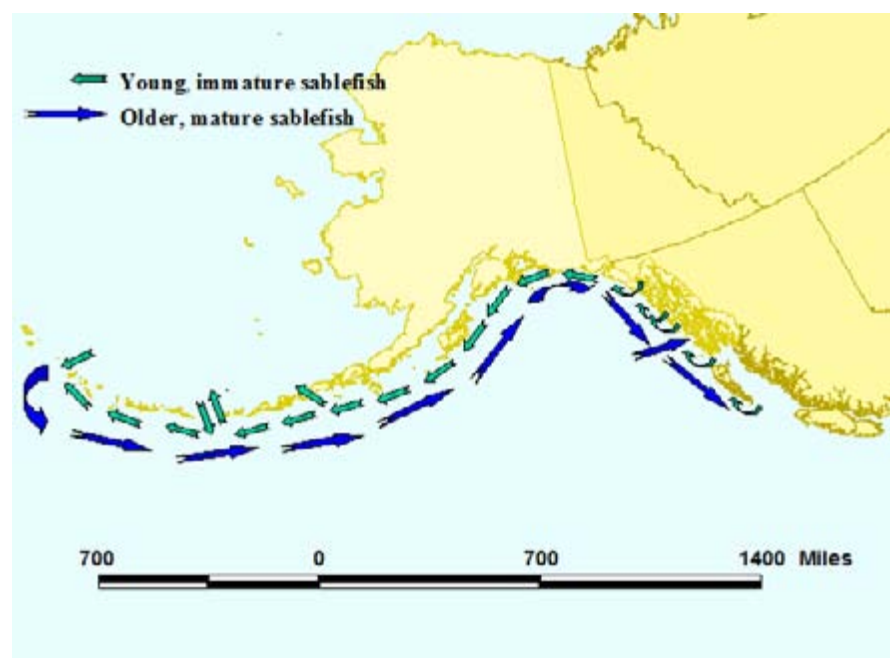 Young, immature sablefish
Older, mature sablefish
700 0 700 1400 Miles